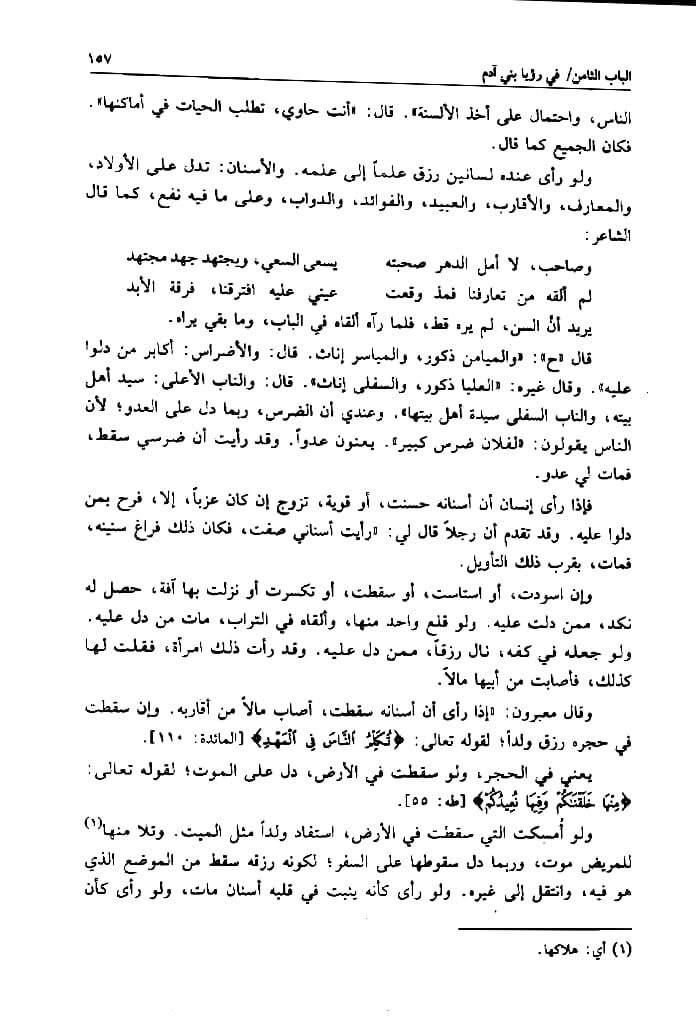 الباب الثامن/ في رؤيا بني آدم ١٥٧
الناس، واحتمال على أخذ الألسنة». قال: «أنت حاوي، تطلب الحيات في أماكنها».
فكان الجميع كما قال.
ولو رأى عنده لسانين رزق علماً إلى علمه. والأسنان: تدل على الأولاد،
والمعارف، والأقارب، والعبيد، والفوائد، والدواب، وعلى ما فيه نفع، كما قال
الشاعر:
وصاحب، لا أمل الدهر صحبته يسعى السعي، ويجتهد جهد مجتهد
لم ألقه من تعارفنا فمذ وقعت عيني عليه افترقنا، فرقة الأبد
يريد أنُ السن، لم يره قط، فلما رآه ألقاه في الباب، وما بقي يراه.
قال «ح»: «والميامن ذكور، والمياسر إناث. قال: والأضراس: أكابر من دلوا
عليه». وقال غيره: «العليا ذكور، والسفلى إناث». قال: والناب الأعلى: سيد أهل
بيته، والناب السفلى سيدة أهل بيتها». وعندي أن الضرس، ربما دل على العدو؛ لأن
الناس يقولون: «لفلان ضرس كبير». يعنون عدواً. وقد رأيت أن ضرسي سقط،
فمات لي عدو.
فإذا رأى إنسان أن أسنانه حسنت، أو قوية، تزوج إن كان عزباً، إلا، فرح بمن
دلوا عليه. وقد تقدم أن رجلاً قال لي: «رأيت أسناني صفت، فكان ذلك فراغ سنينه،
فمات، بقرب ذلك التأويل.
وإن اسودت، أو استاست، أو سقطت، أو تكسرت أو نزلت بها آفة، حصل له
نكد، ممن دلت عليه. ولو قلع واحد منها، وألقاه في التراب، مات من دل عليه.
ولو جعله في كفه، نال رزقاً، ممن دل عليه. وقد رأت ذلك امرأة، فقلت لها
كذلك، فأصابت من أبيها مالاً.
وقال معبرون: «إذا رأى أن أسنانه سقطت، أصاب مالاً من أقاربه. وإن سقطت
في حجره رزق ولداً؛ لقوله تعالى: ﴿تُكَلِّمُ ٱلنَّاسَ فِي ٱلْمَهْدِ﴾ [المائدة: ١١٠].
يعني في الحجر، ولو سقطت في الأرض، دل على الموت؛ لقوله تعالى:
﴿مِنْهَا خَلَقْنَٰكُمْ وَفِيهَا نُعِيدُكُمْ﴾ [طه: ٥٥].
ولو أُمسكت التي سقطت في الأرض، استفاد ولداً مثل الميت. وتلا منها(١)
للمريض موت، وربما دل سقوطها على السفر؛ لكونه رزقه سقط من الموضع الذي
هو فيه، وانتقل إلى غيره. ولو رأى كأنه ينبت في قلبه أسنان مات، ولو رأى كأن
(١) أي: هلاكها.